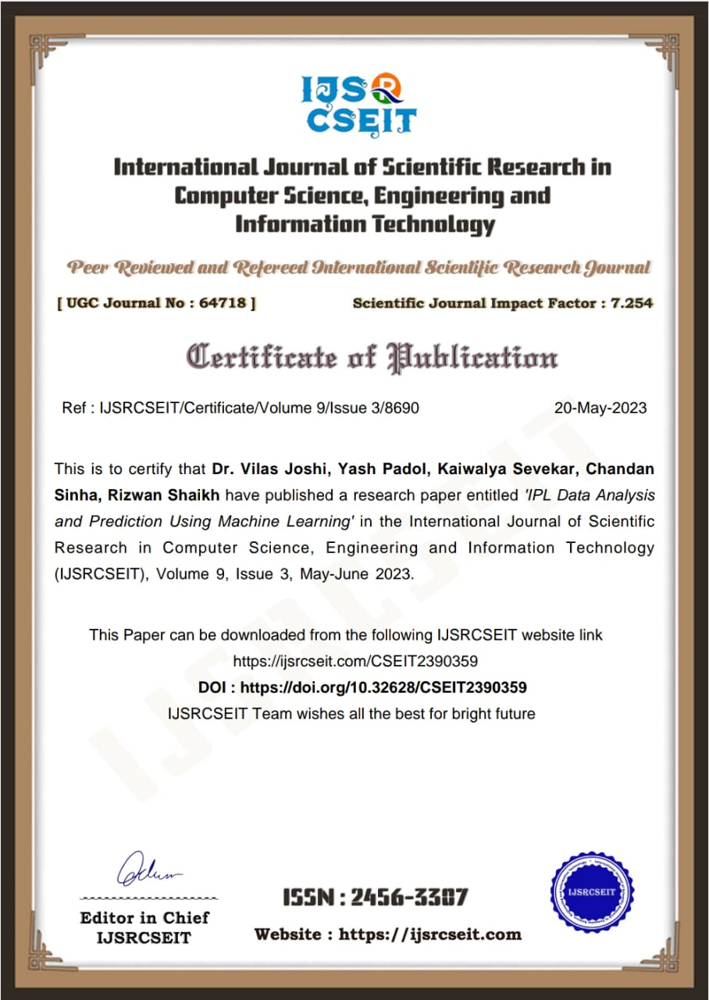 IJSR
CSEIT
International Journal of Scientific Research in
Computer Science, Engineering and
Information Technology
Peer Reviewed and Refereed International Scientific Research Journal
[ UGC Journal No : 64718 ]
Scientific Journal Impact Factor : 7.254
Certificate of Publication
Ref : IJSRCSEIT/Certificate/Volume 9/Issue 3/8690
20-May-2023
This is to certify that Dr. Vilas Joshi, Yash Padol, Kaiwalya Sevekar, Chandan
Sinha, Rizwan Shaikh have published a research paper entitled 'IPL Data Analysis
and Prediction Using Machine Learning' in the International Journal of Scientific
Research in Computer Science, Engineering and Information Technology
(IJSRCSEIT), Volume 9, Issue 3, May-June 2023.
This Paper can be downloaded from the following IJSRCSEIT website link
https://ijsrcseit.com/CSEIT2390359
DOI : https://doi.org/10.32628/CSEIT2390359
IJSRCSEIT Team wishes all the best for bright future
IJSRCSEIT
Editor in Chief
IJSRCSEIT
ISSN : 2456-3307
Website : https://ijsrcseit.com
IJSRCSEIT